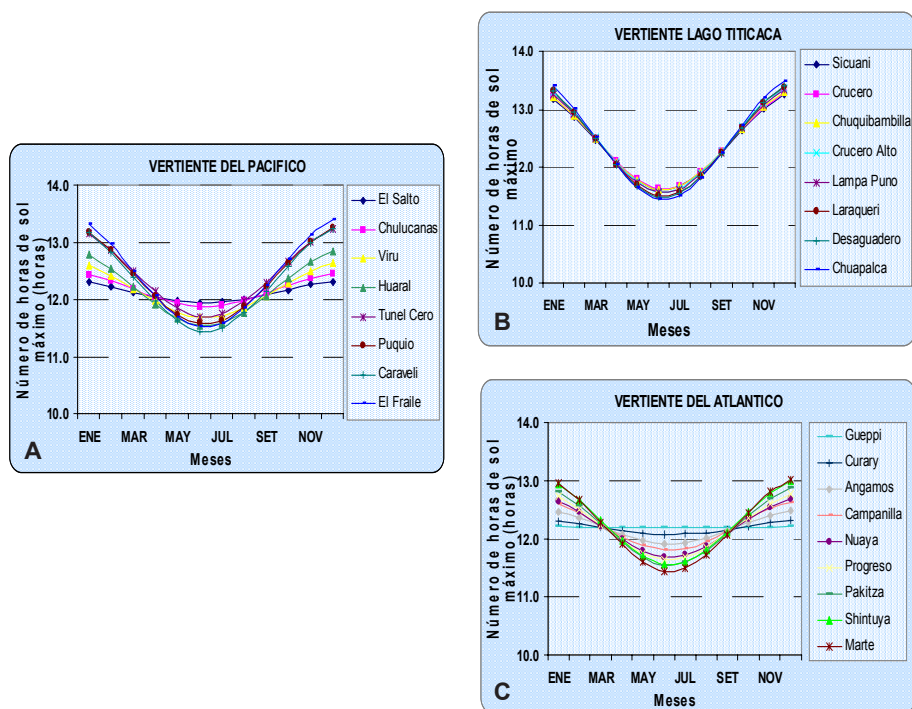 VERTIENTE DEL PACIFICO
Número de horas de sol
máximo (horas)
14.0
13.0
12.0
11.0
10.0
ENE MAR MAY JUL SET NOV
Meses
A
El Salto
Chulucanas
Viru
Huaral
Tunel Cero
Puquio
Caraveli
El Fraile
VERTIENTE LAGO TITICACA
Número de horas de sol
máximo
14.0
13.0
12.0
11.0
10.0
ENE MAR MAY JUL SET NOV
Meses
B
Sicuani
Crucero
Chuquibambilla
Crucero Alto
Lampa Puno
Laraqueri
Desaguadero
Chuapalca
VERTIENTE DEL ATLANTICO
Número de horas de sol
máximo (horas)
14.0
13.0
12.0
11.0
10.0
ENE MAR MAY JUL SET NOV
Meses
C
Gueppi
Curary
Angamos
Campanilla
Nuaya
Progreso
Pakitza
Shintuya
Marte